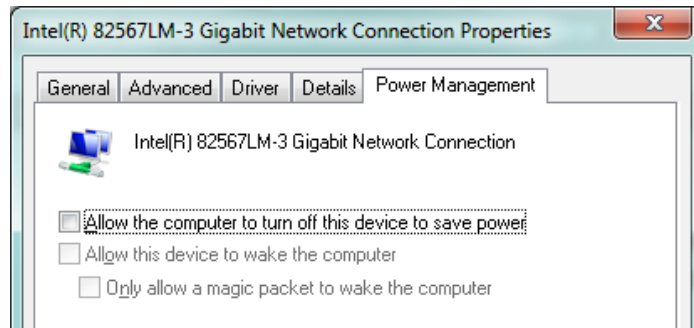 Intel(R) 82567LM-3 Gigabit Network Connection Properties
General Advanced Driver Details Power Management
Intel(R) 82567LM-3 Gigabit Network Connection
Allow the computer to turn off this device to save power
Allow this device to wake the computer
Only allow a magic packet to wake the computer